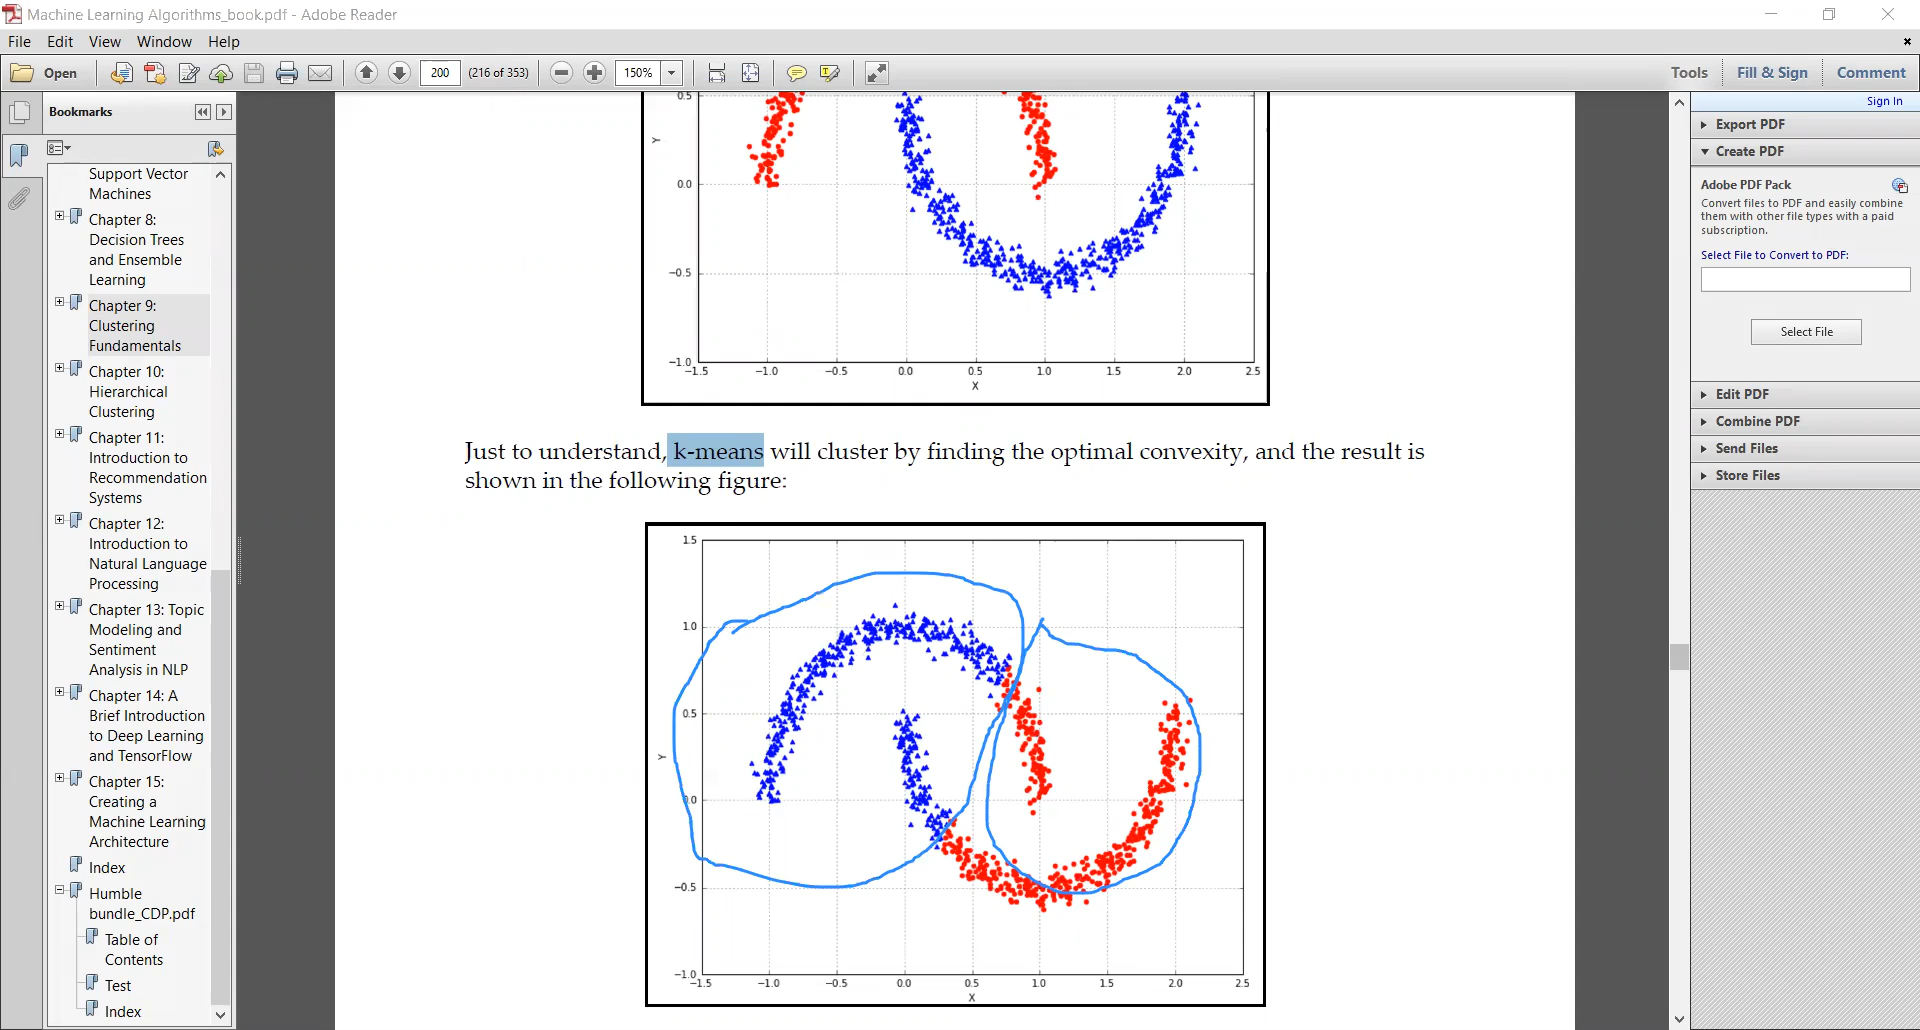 Machine Learning Algorithms_book.pdf - Adobe Reader
File Edit View Window Help
Open 200 (216 of 353) 150% Tools Fill & Sign Comment
Bookmarks
Support Vector
Machines
Chapter 8:
Decision Trees
and Ensemble
Learning
Chapter 9:
Clustering
Fundamentals
Chapter 10:
Hierarchical
Clustering
Chapter 11:
Introduction to
Recommendation
Systems
Chapter 12:
Introduction to
Natural Language
Processing
Chapter 13: Topic
Modeling and
Sentiment
Analysis in NLP
Chapter 14: A
Brief Introduction
to Deep Learning
and TensorFlow
Chapter 15:
Creating a
Machine Learning
Architecture
Index
Humble
bundle_CDP.pdf
Table of
Contents
Test
Index
0.5
Y
0.0
−0.5
−1.0
−1.5 −1.0 −0.5 0.0 0.5 1.0 1.5 2.0 2.5
X
Just to understand, k-means will cluster by finding the optimal convexity, and the result is
shown in the following figure:
1.5
1.0
0.5
Y
0.0
−0.5
−1.0
−1.5 −1.0 −0.5 0.0 0.5 1.0 1.5 2.0 2.5
X
Sign In
Export PDF
Create PDF
Adobe PDF Pack
Convert files to PDF and easily combine
them with other file types with a paid
subscription.
Select File to Convert to PDF:
Select File
Edit PDF
Combine PDF
Send Files
Store Files